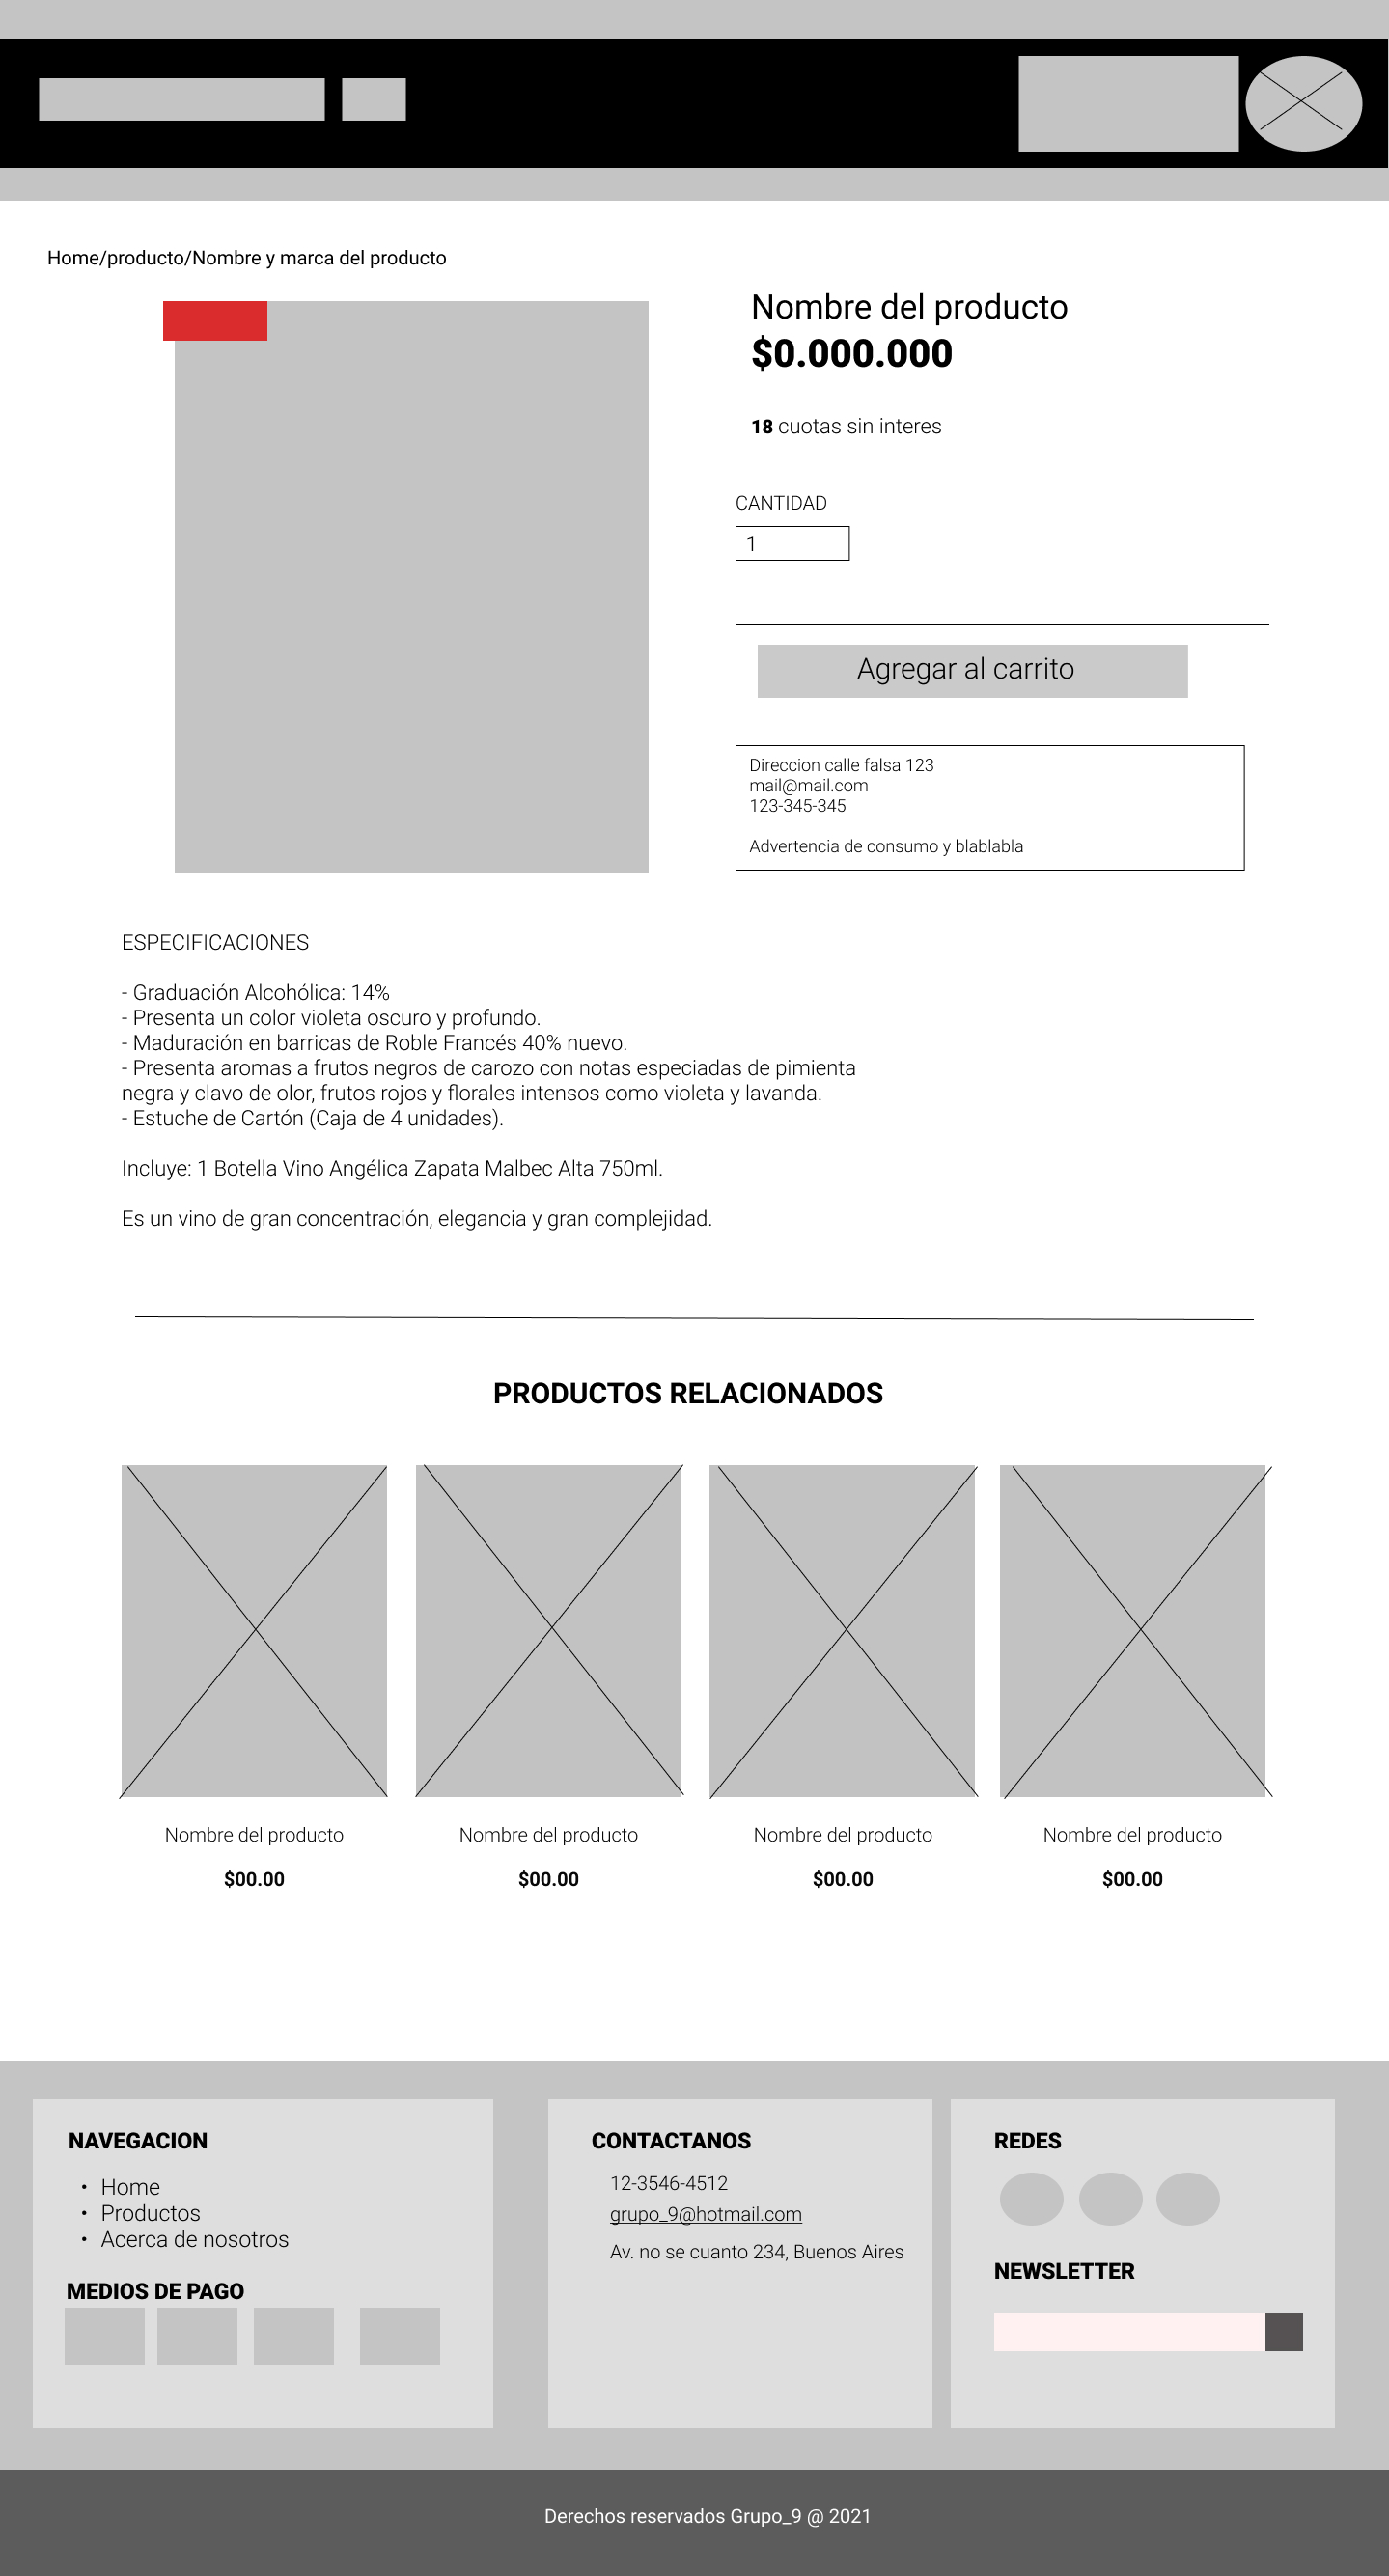 Home/producto/Nombre y marca del producto
Nombre del producto
$0.000.000
18 cuotas sin interes
CANTIDAD
1
Agregar al carrito
Direccion calle falsa 123
mail@mail.com
123-345-345
Advertencia de consumo y blablabla
ESPECIFICACIONES
- Graduación Alcohólica: 14%
- Presenta un color violeta oscuro y profundo.
- Maduración en barricas de Roble Francés 40% nuevo.
- Presenta aromas a frutos negros de carozo con notas especiadas de pimienta
negra y clavo de olor, frutos rojos y florales intensos como violeta y lavanda.
- Estuche de Cartón (Caja de 4 unidades).
Incluye: 1 Botella Vino Angélica Zapata Malbec Alta 750ml.
Es un vino de gran concentración, elegancia y gran complejidad.
PRODUCTOS RELACIONADOS
Nombre del producto
$00.00
Nombre del producto
$00.00
Nombre del producto
$00.00
Nombre del producto
$00.00
NAVEGACION
• Home
• Productos
• Acerca de nosotros
MEDIOS DE PAGO
CONTACTANOS
12-3546-4512
grupo_9@hotmail.com
Av. no se cuanto 234, Buenos Aires
REDES
NEWSLETTER
Derechos reservados Grupo_9 @ 2021